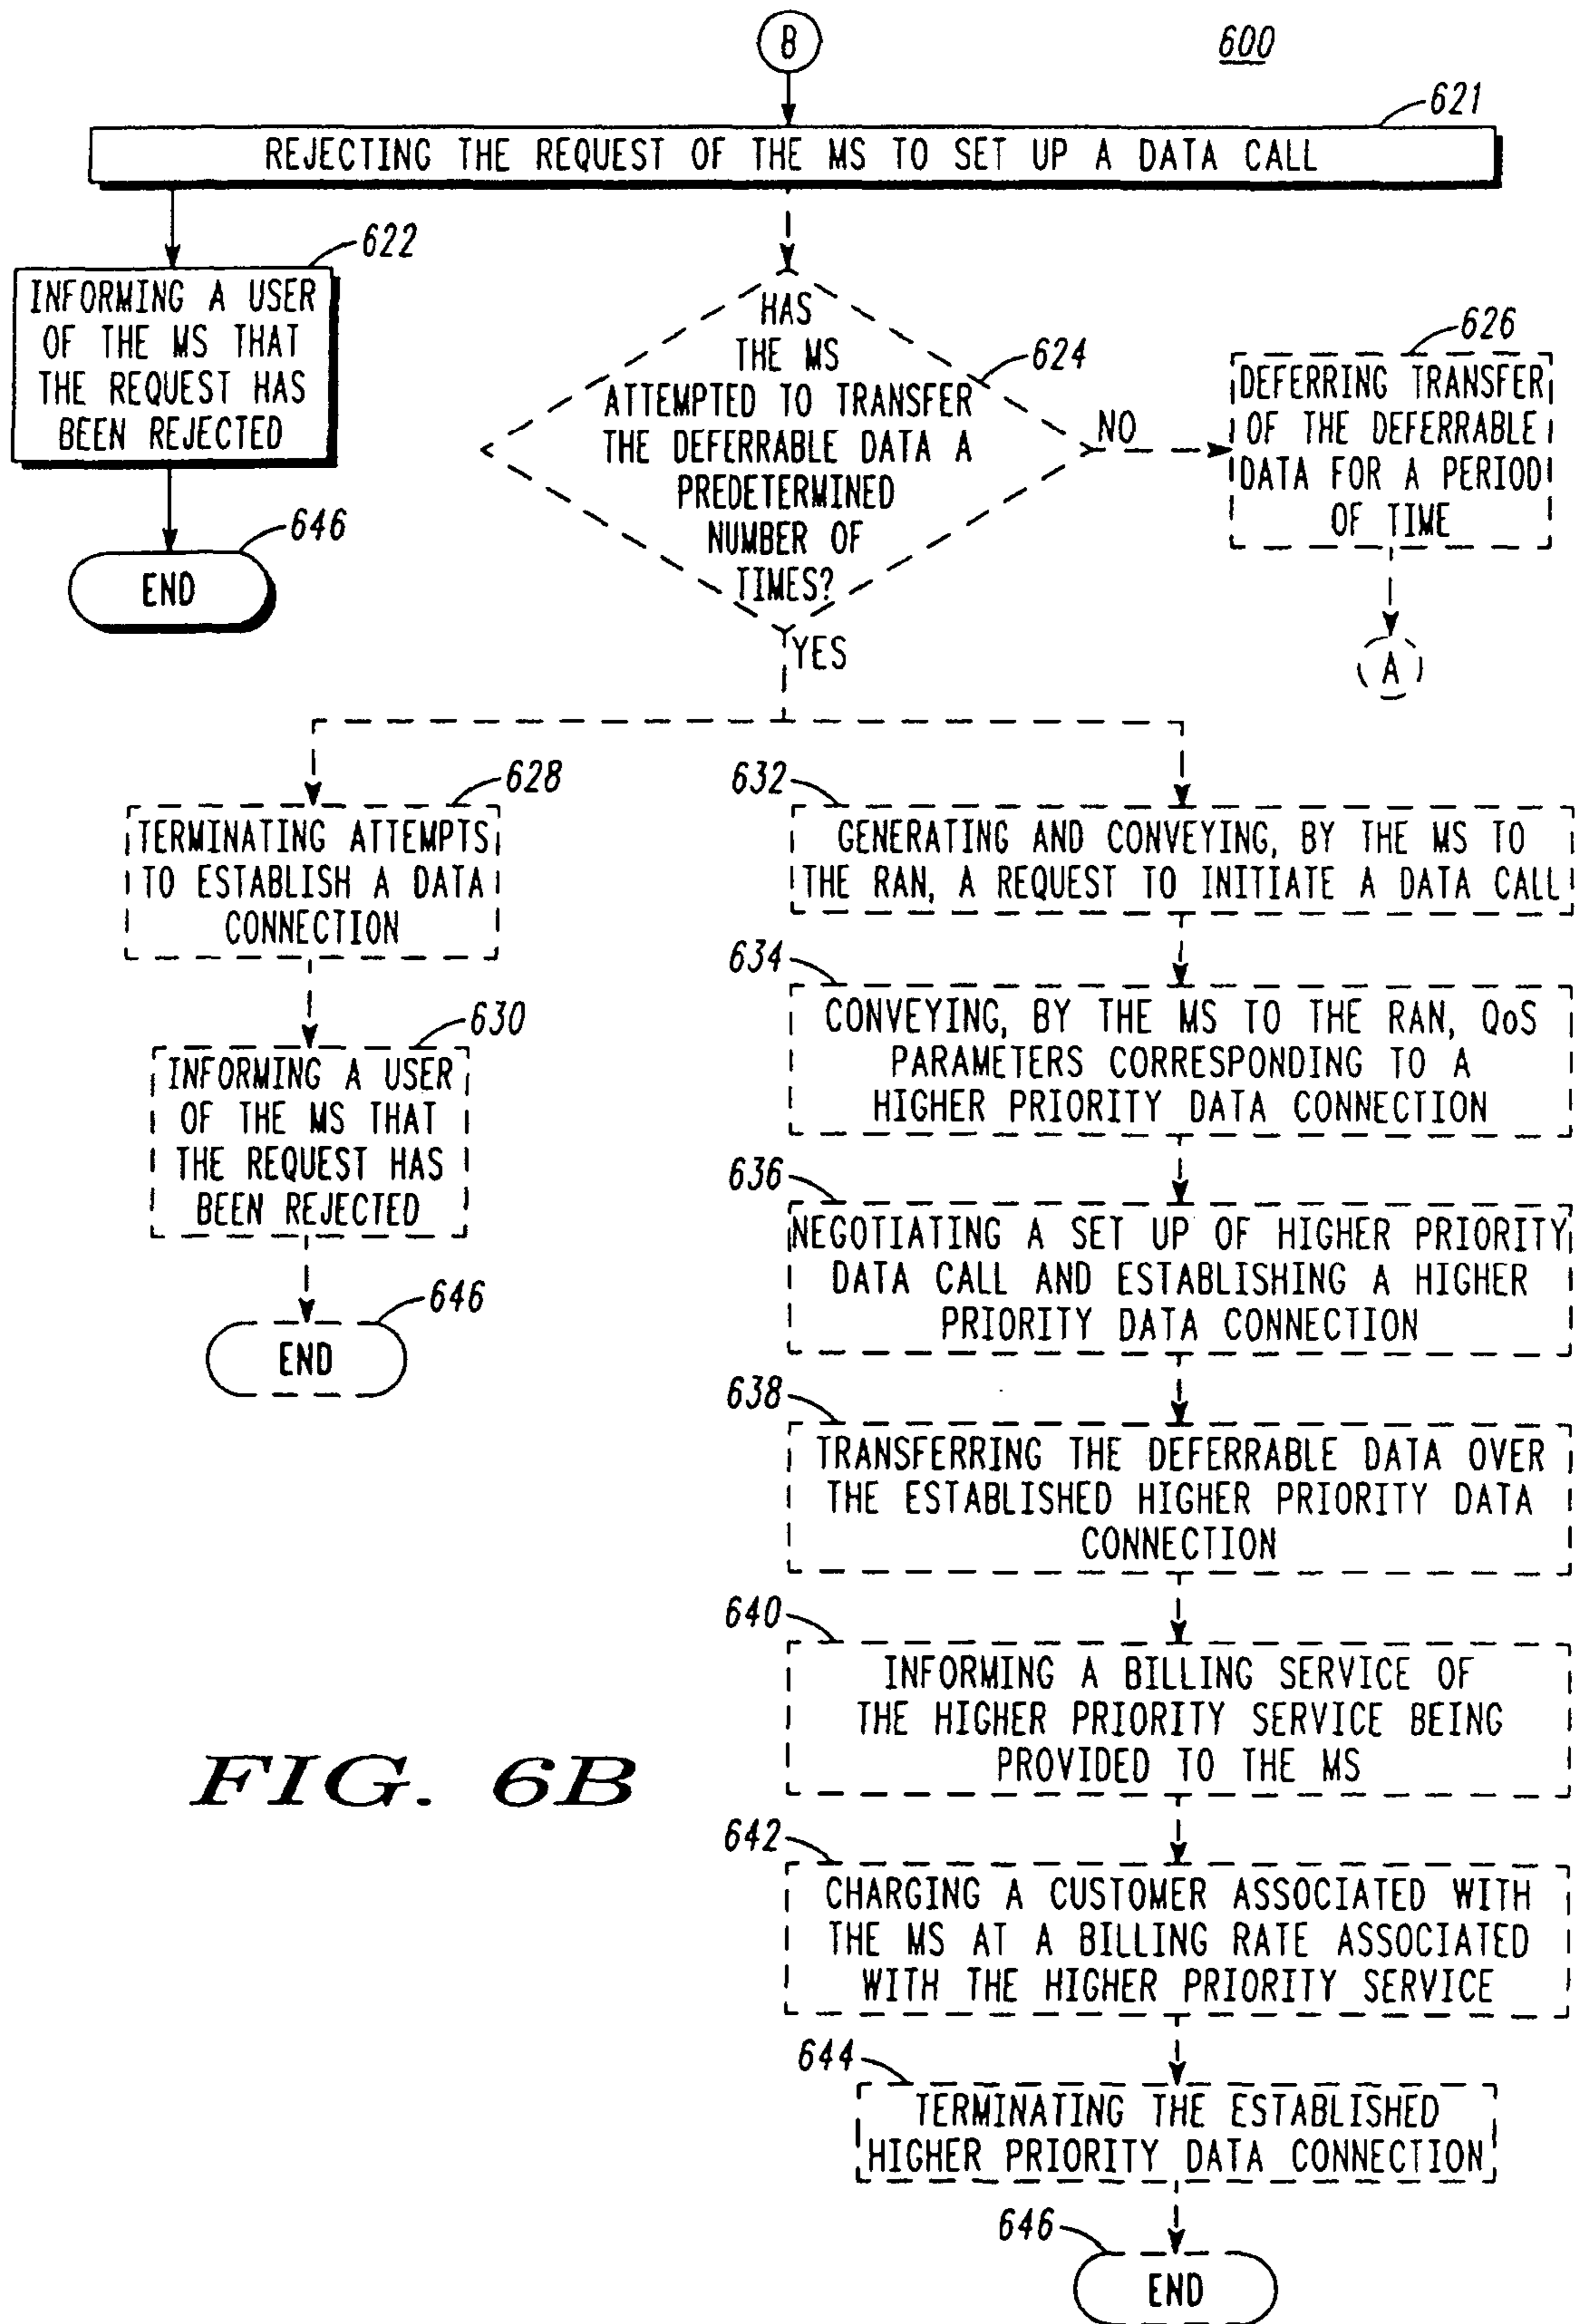 B
600
621
REJECTING THE REQUEST OF THE MS TO SET UP A DATA CALL
622
INFORMING A USER
OF THE MS THAT
THE REQUEST HAS
BEEN REJECTED
646
END
HAS
THE MS
ATTEMPTED TO TRANSFER
THE DEFERRABLE DATA A
PREDETERMINED
NUMBER OF
TIMES?
624
NO
YES
626
DEFERRING TRANSFER
OF THE DEFERRABLE
DATA FOR A PERIOD
OF TIME
A
628
TERMINATING ATTEMPTS
TO ESTABLISH A DATA
CONNECTION
630
INFORMING A USER
OF THE MS THAT
THE REQUEST HAS
BEEN REJECTED
646
END
632
GENERATING AND CONVEYING, BY THE MS TO
THE RAN, A REQUEST TO INITIATE A DATA CALL
634
CONVEYING, BY THE MS TO THE RAN, QoS
PARAMETERS CORRESPONDING TO A
HIGHER PRIORITY DATA CONNECTION
636
NEGOTIATING A SET UP OF HIGHER PRIORITY
DATA CALL AND ESTABLISHING A HIGHER
PRIORITY DATA CONNECTION
638
TRANSFERRING THE DEFERRABLE DATA OVER
THE ESTABLISHED HIGHER PRIORITY DATA
CONNECTION
640
INFORMING A BILLING SERVICE OF
THE HIGHER PRIORITY SERVICE BEING
PROVIDED TO THE MS
642
CHARGING A CUSTOMER ASSOCIATED WITH
THE MS AT A BILLING RATE ASSOCIATED
WITH THE HIGHER PRIORITY SERVICE
644
TERMINATING THE ESTABLISHED
HIGHER PRIORITY DATA CONNECTION
646
END
FIG. 6B